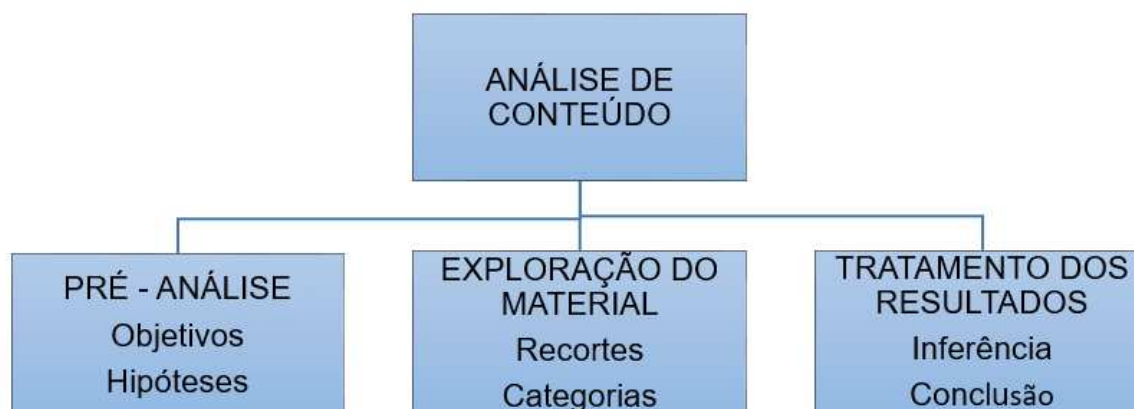 ANÁLISE DE
CONTEÚDO
PRÉ - ANÁLISE
Objetivos
Hipóteses
EXPLORAÇÃO DO
MATERIAL
Recortes
Categorias
TRATAMENTO DOS
RESULTADOS
Inferência
Conclusão